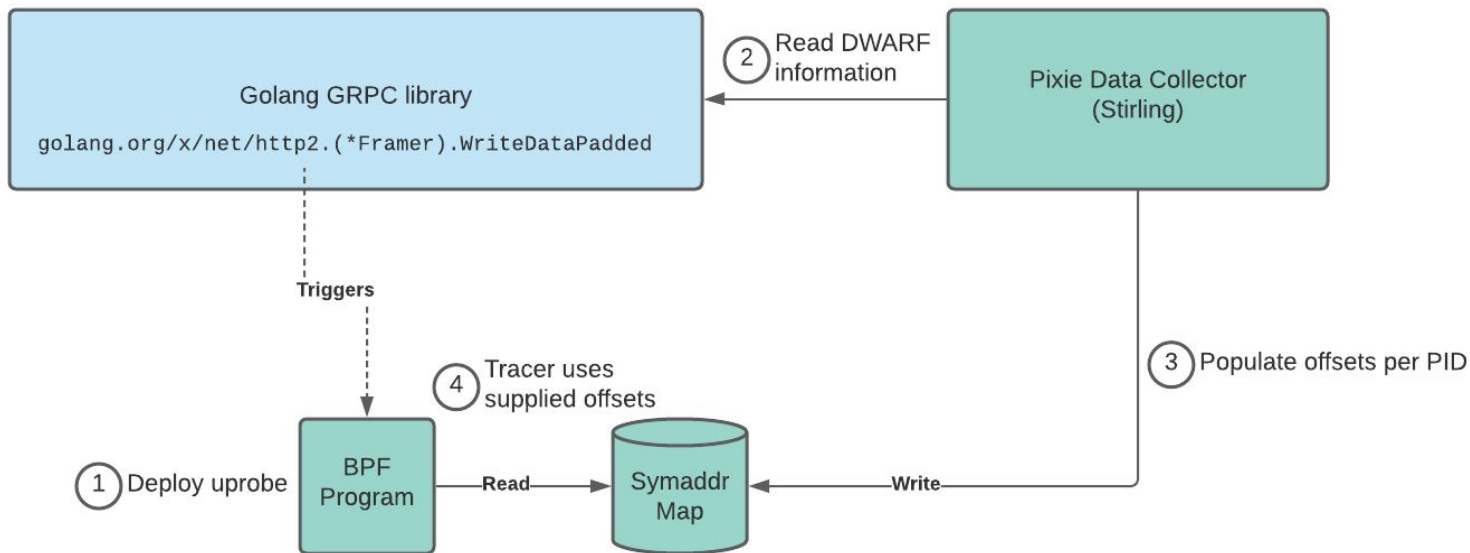 Golang GRPC library
golang.org/x/net/http2.(*Framer).WriteDataPadded
2
Read DWARF
information
Pixie Data Collector
(Stirling)
Triggers
4
Tracer uses
supplied offsets
3
Populate offsets per PID
1
Deploy uprobe
BPF
Program
Read
Symaddr
Map
Write